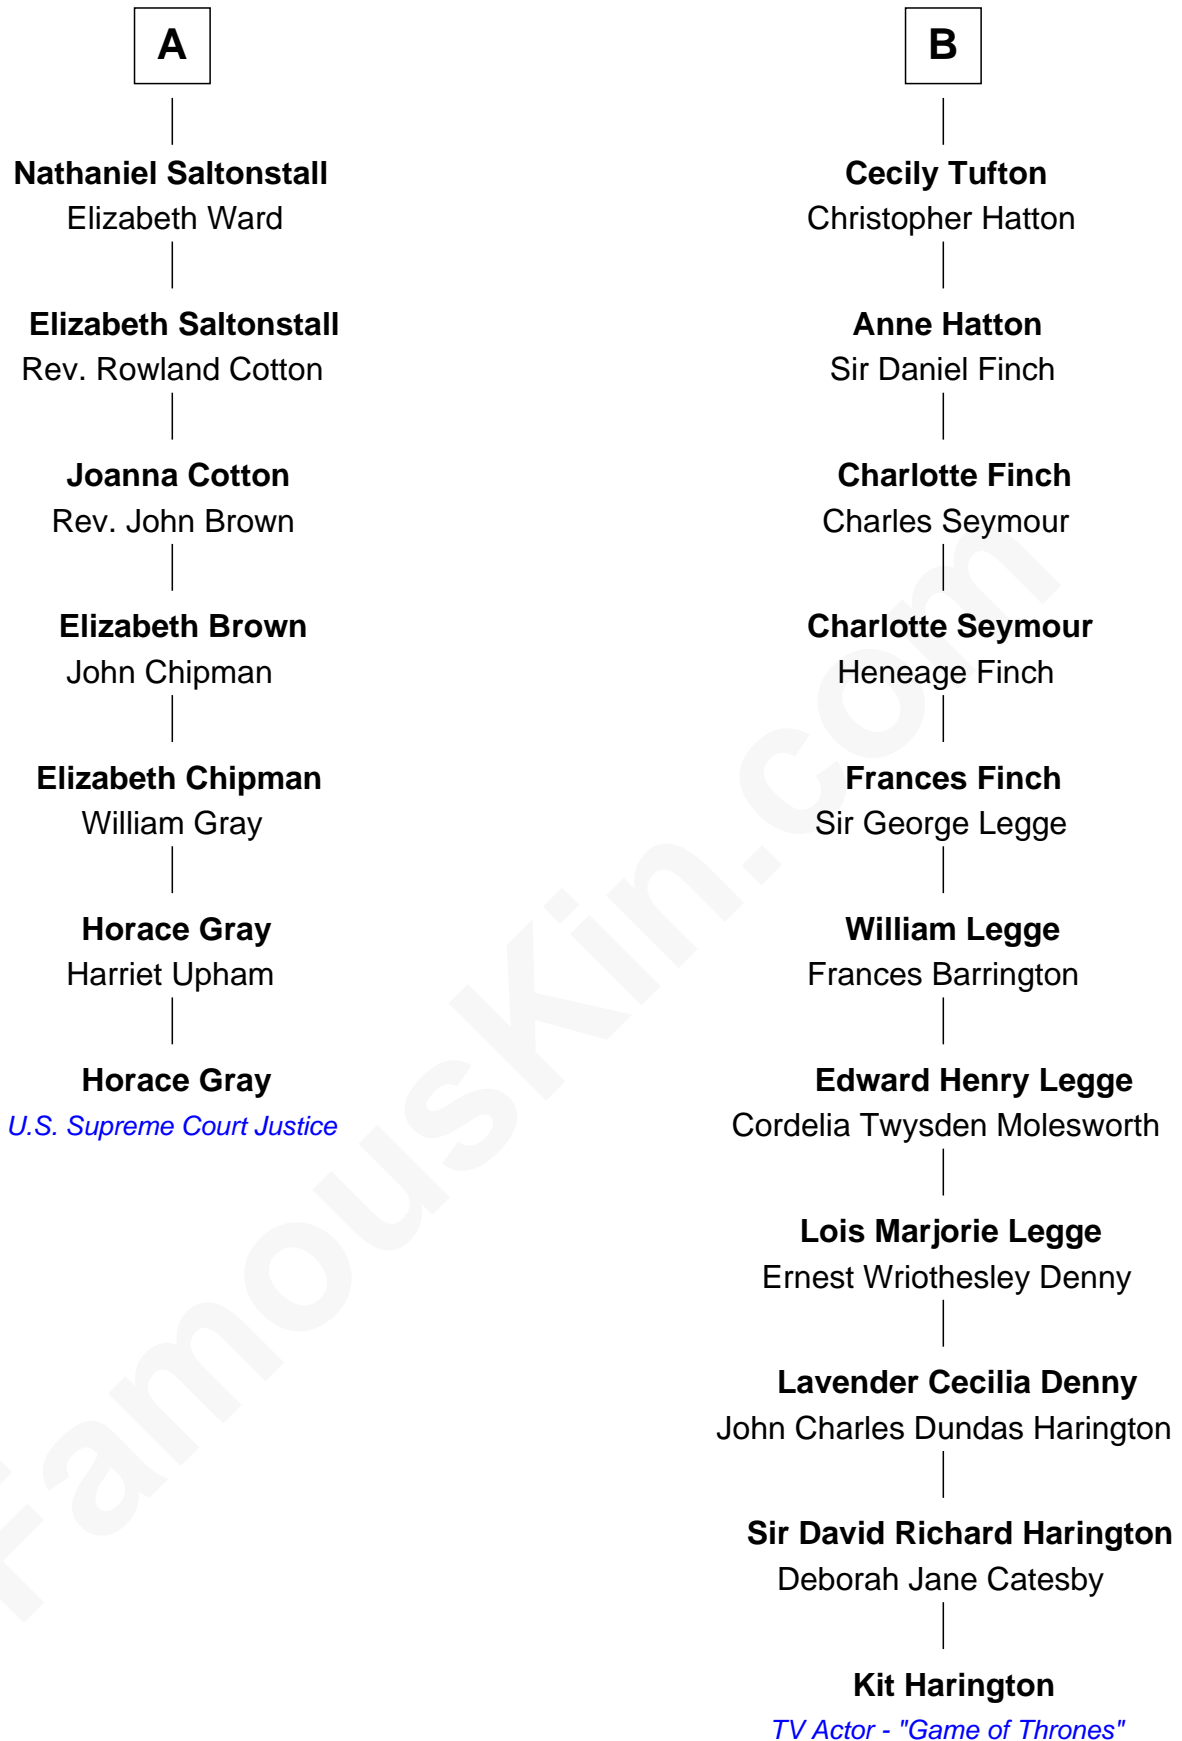 A
Nathaniel Saltonstall
Elizabeth Ward
Elizabeth Saltonstall
Rev. Rowland Cotton
Joanna Cotton
Rev. John Brown
Elizabeth Brown
John Chipman
Elizabeth Chipman
William Gray
Horace Gray
Harriet Upham
Horace Gray
U.S. Supreme Court Justice
B
Cecily Tufton
Christopher Hatton
Anne Hatton
Sir Daniel Finch
Charlotte Finch
Charles Seymour
Charlotte Seymour
Heneage Finch
Frances Finch
Sir George Legge
William Legge
Frances Barrington
Edward Henry Legge
Cordelia Twysden Molesworth
Lois Marjorie Legge
Ernest Wriothesley Denny
Lavender Cecilia Denny
John Charles Dundas Harington
Sir David Richard Harington
Deborah Jane Catesby
Kit Harington
TV Actor - "Game of Thrones"
FamousKin.com